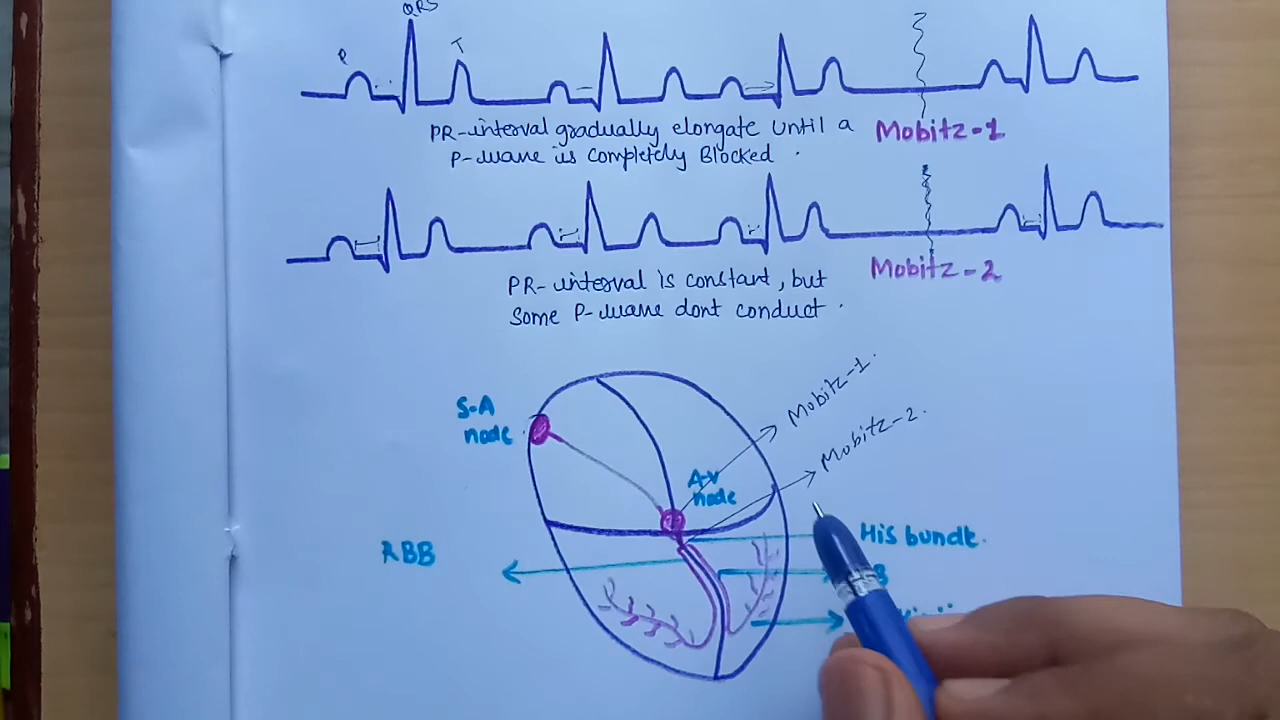 QRS
P
T
PR-interval gradually elongate until a
P-wave is completely Blocked .
Mobitz-1
PR-interval is constant, but
some P-wave dont conduct .
Mobitz-2
S-A
node
A-V
node
Mobitz-1.
Mobitz-2.
His bundle.
RBB
B